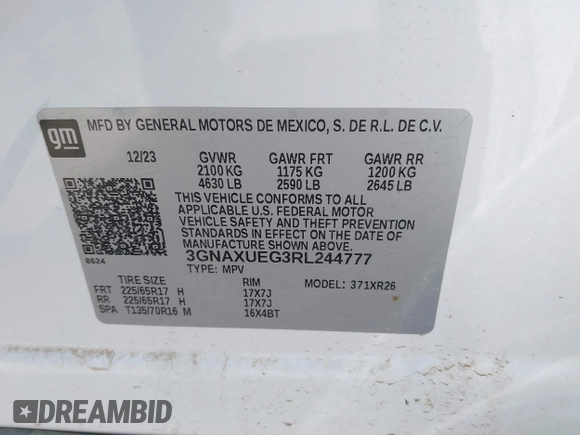 gm
MFD BY GENERAL MOTORS DE MEXICO, S. DE R.L. DE C.V.
12/23 GVWR GAWR FRT GAWR RR
2100 KG 1175 KG 1200 KG
4630 LB 2590 LB 2645 LB
THIS VEHICLE CONFORMS TO ALL
APPLICABLE U.S. FEDERAL MOTOR
VEHICLE SAFETY AND THEFT PREVENTION
STANDARDS IN EFFECT ON THE DATE OF
MANUFACTURE SHOWN ABOVE.
8624 3GNAXUEG3RL244777
TYPE: MPV
TIRE SIZE RIM MODEL: 371XR26
FRT 225/65R17 H 17X7J
RR 225/65R17 H 17X7J
SPA T135/70R16 M 16X4BT
DREAMBID